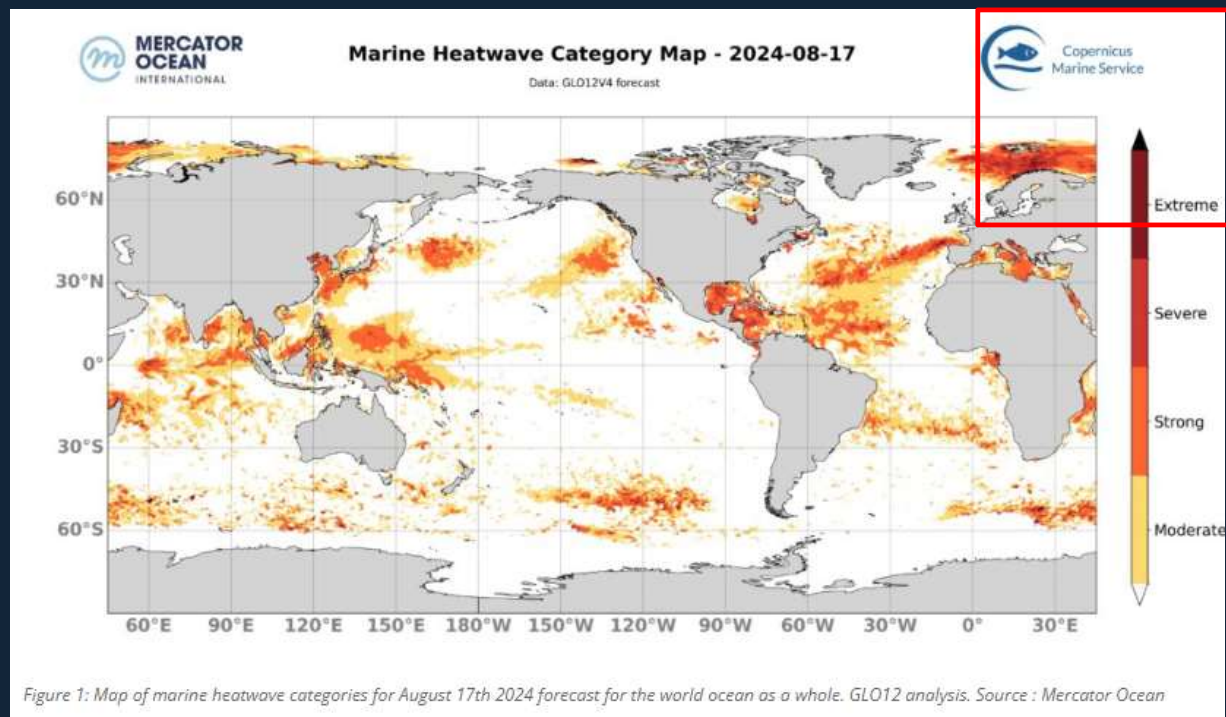 MERCATOR
OCEAN
INTERNATIONAL
Marine Heatwave Category Map - 2024-08-17
Data: GLO12V4 forecast
Copernicus
Marine Service
60°N
30°N
0°
30°S
60°S
60°E 90°E 120°E 150°E 180°W 150°W 120°W 90°W 60°W 30°W 0° 30°E
Extreme
Severe
Strong
Moderate
Figure 1: Map of marine heatwave categories for August 17th 2024 forecast for the world ocean as a whole. GLO12 analysis. Source : Mercator Ocean